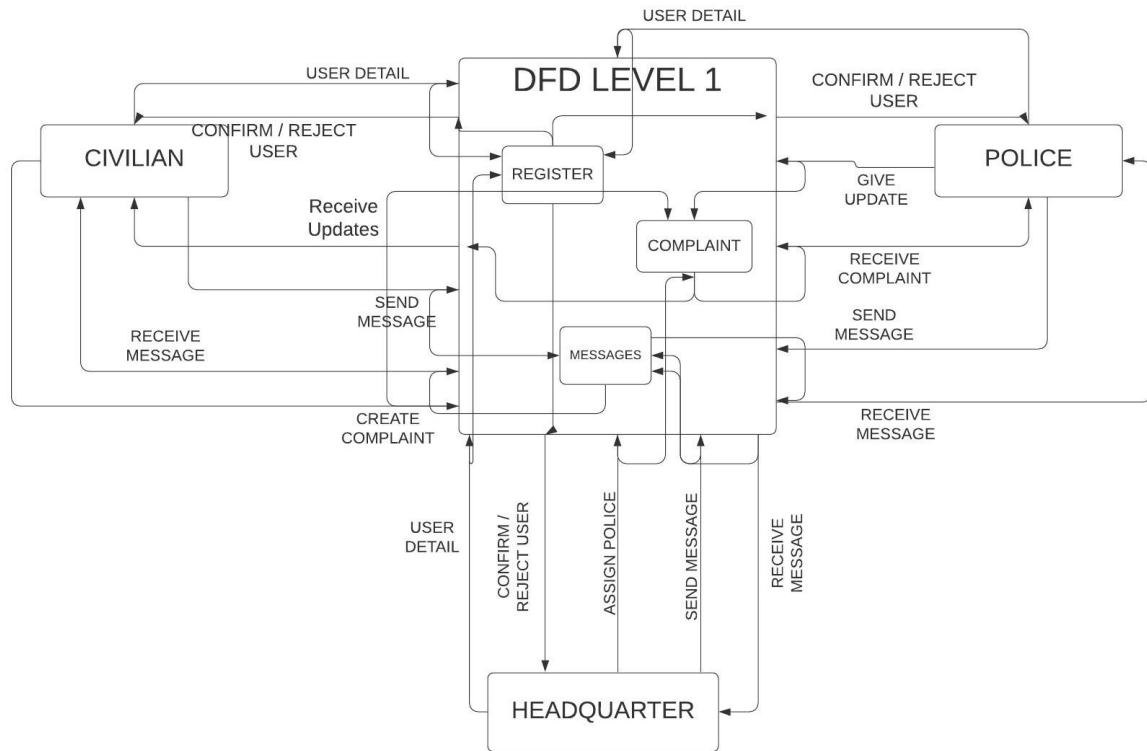 USER DETAIL
DFD LEVEL 1
USER DETAIL
CONFIRM / REJECT
USER
CONFIRM / REJECT
USER
CIVILIAN
POLICE
REGISTER
GIVE
UPDATE
Receive
Updates
COMPLAINT
RECEIVE
COMPLAINT
SEND
MESSAGE
SEND
MESSAGE
RECEIVE
MESSAGE
MESSAGES
CREATE
COMPLAINT
RECEIVE
MESSAGE
USER
DETAIL
CONFIRM /
REJECT USER
ASSIGN POLICE
SEND MESSAGE
RECEIVE
MESSAGE
HEADQUARTER